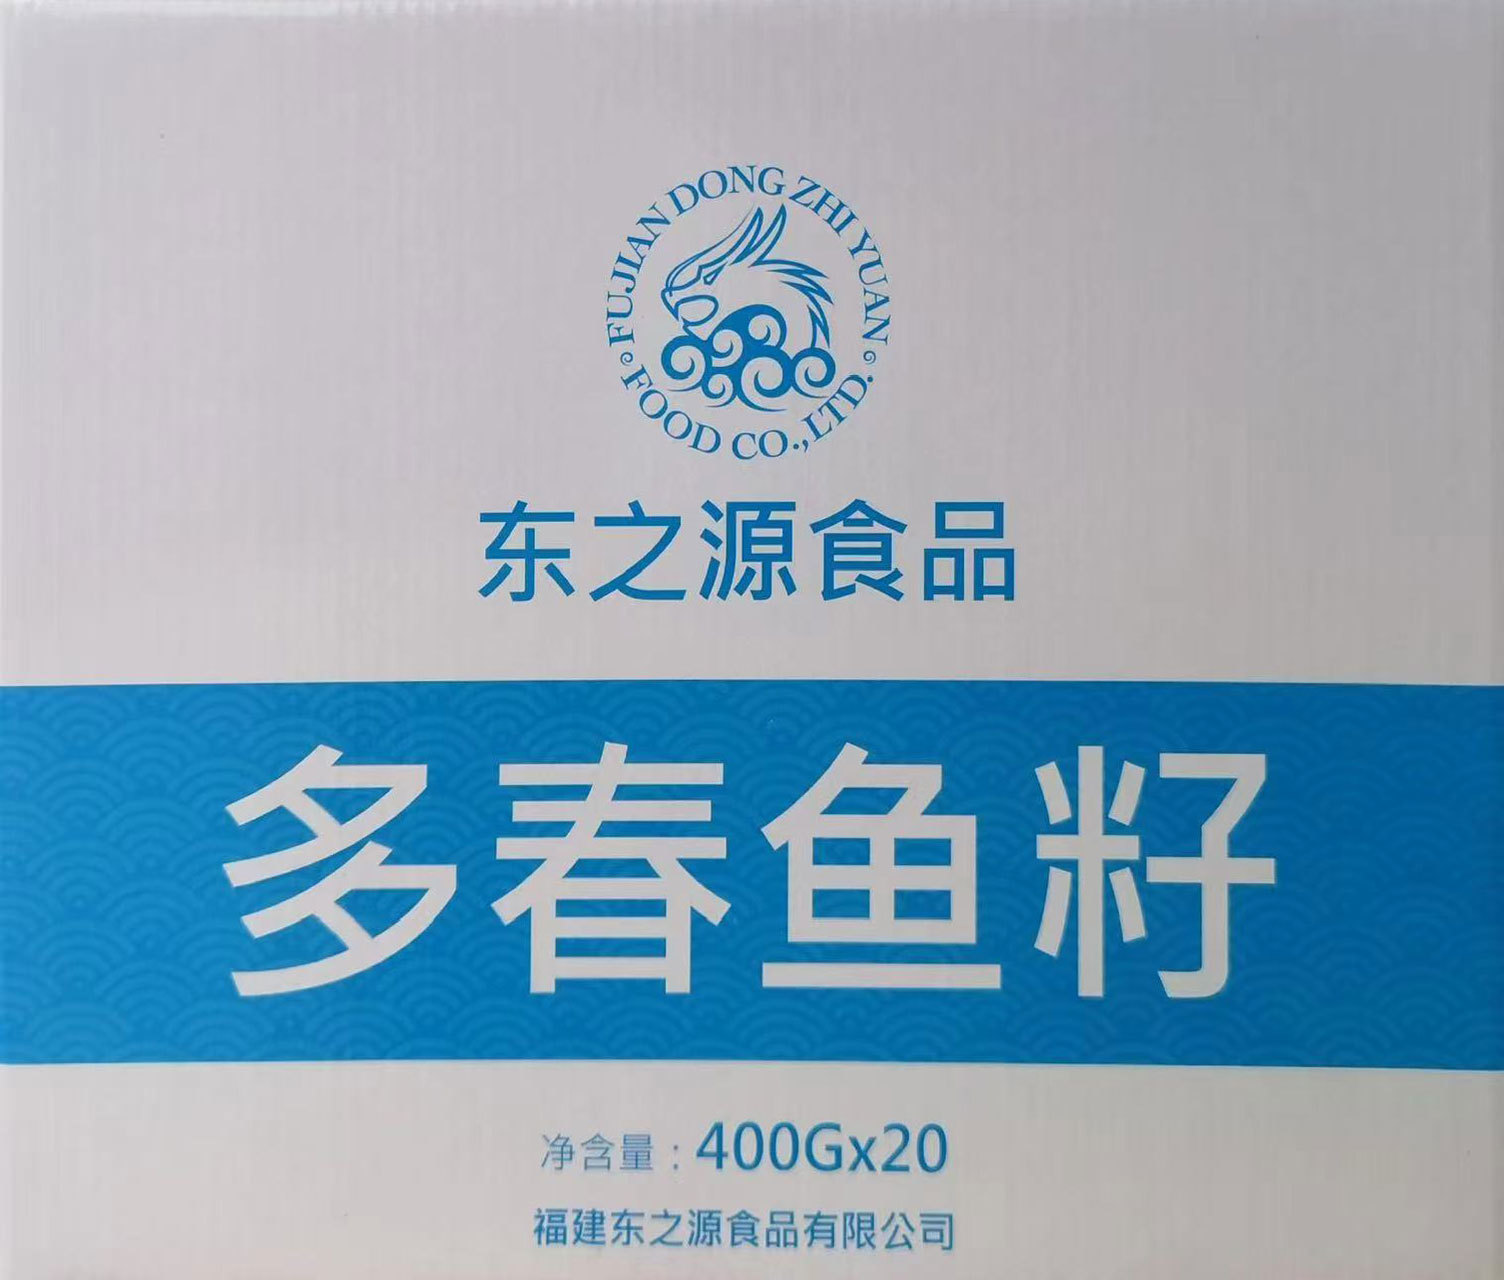 FUJIAN DONG ZHI YUAN
FOOD CO.,LTD.
东之源食品
多春鱼籽
净含量：400Gx20
福建东之源食品有限公司